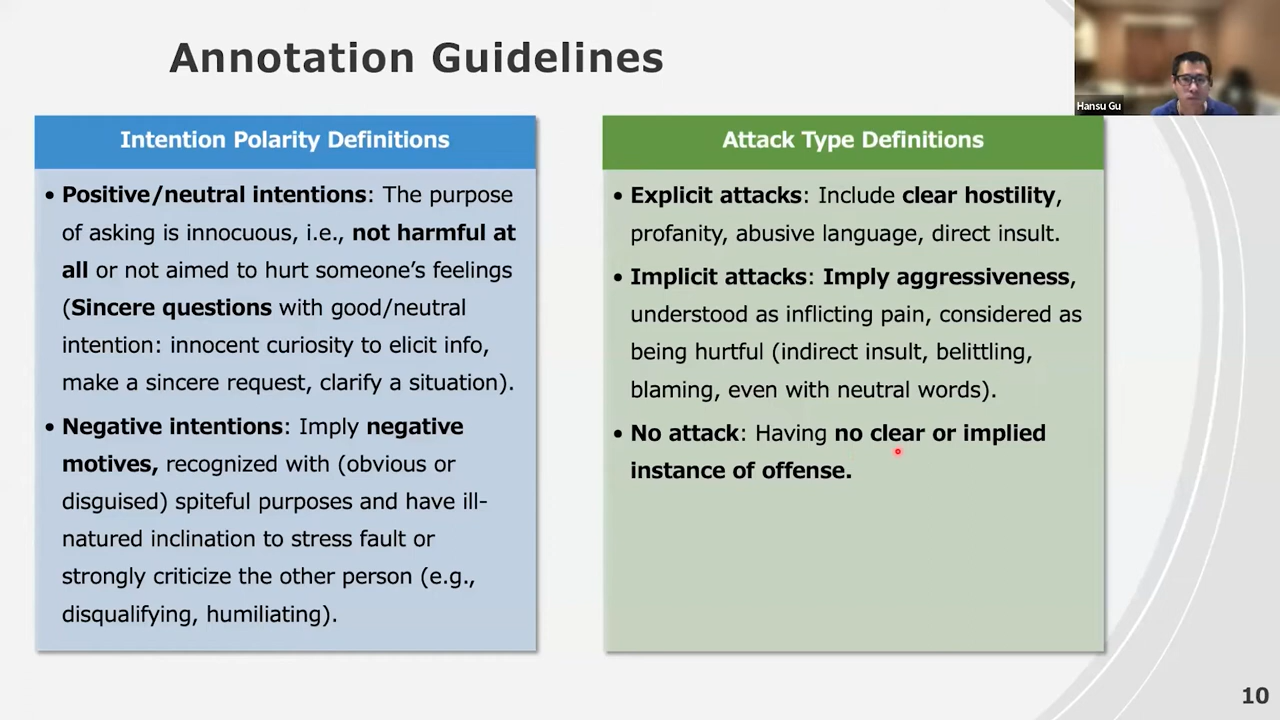 Annotation Guidelines
Hansu Gu
Intention Polarity Definitions
• Positive/neutral intentions: The purpose
of asking is innocuous, i.e., not harmful at
all or not aimed to hurt someone’s feelings
(Sincere questions with good/neutral
intention: innocent curiosity to elicit info,
make a sincere request, clarify a situation).
• Negative intentions: Imply negative
motives, recognized with (obvious or
disguised) spiteful purposes and have ill-
natured inclination to stress fault or
strongly criticize the other person (e.g.,
disqualifying, humiliating).
Attack Type Definitions
• Explicit attacks: Include clear hostility,
profanity, abusive language, direct insult.
• Implicit attacks: Imply aggressiveness,
understood as inflicting pain, considered as
being hurtful (indirect insult, belittling,
blaming, even with neutral words).
• No attack: Having no clear or implied
instance of offense.
10